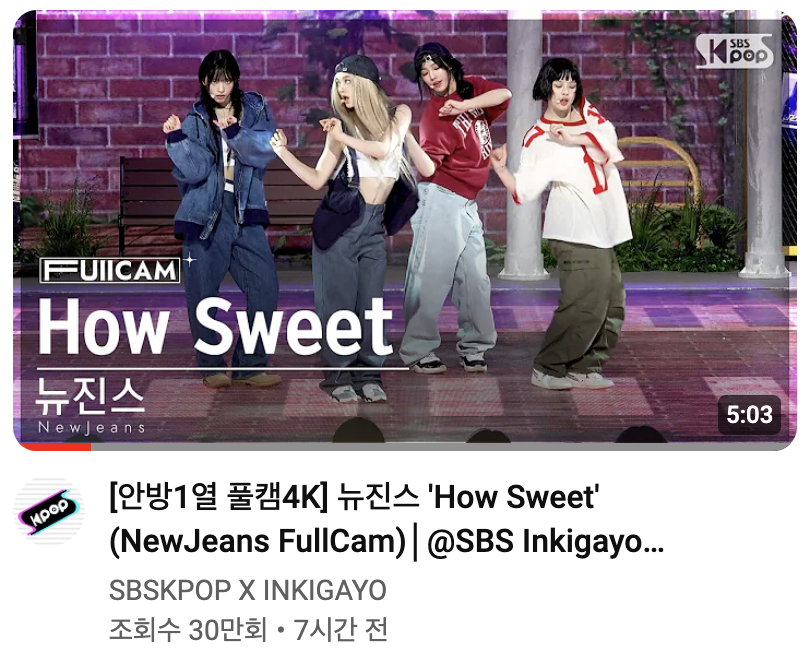 SBS
Kpop
FullCAM
How Sweet
뉴진스
NewJeans
5:03
KPOP
[안방1열 풀캠4K] 뉴진스 'How Sweet'
(NewJeans FullCam)│@SBS Inkigayo...
SBSKPOP X INKIGAYO
조회수 30만회 • 7시간 전